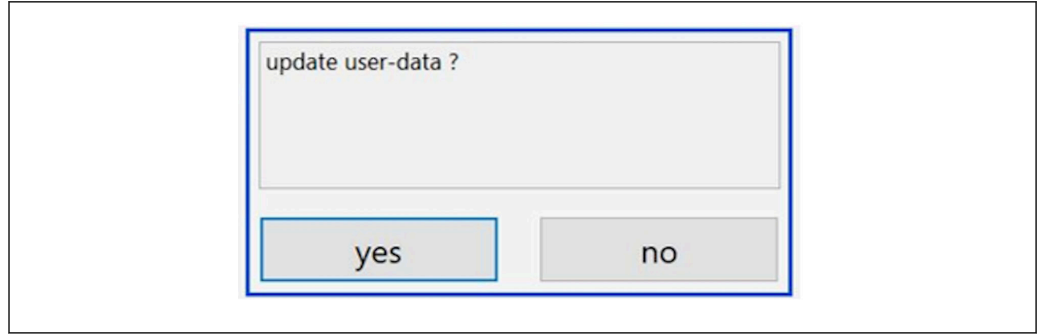 update user-data ?
yes
no